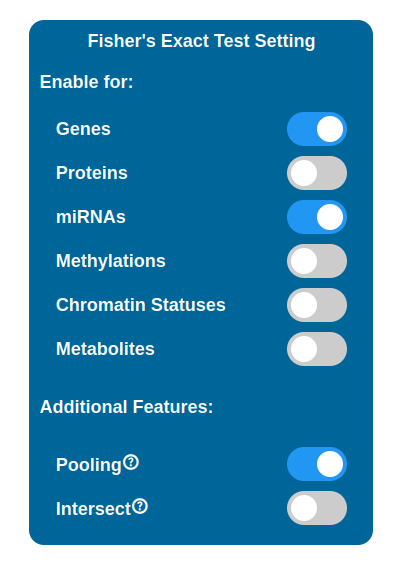 Fisher's Exact Test Setting
Enable for:
Genes
Proteins
miRNAs
Methylations
Chromatin Statuses
Metabolites
Additional Features:
Pooling?
Intersect?